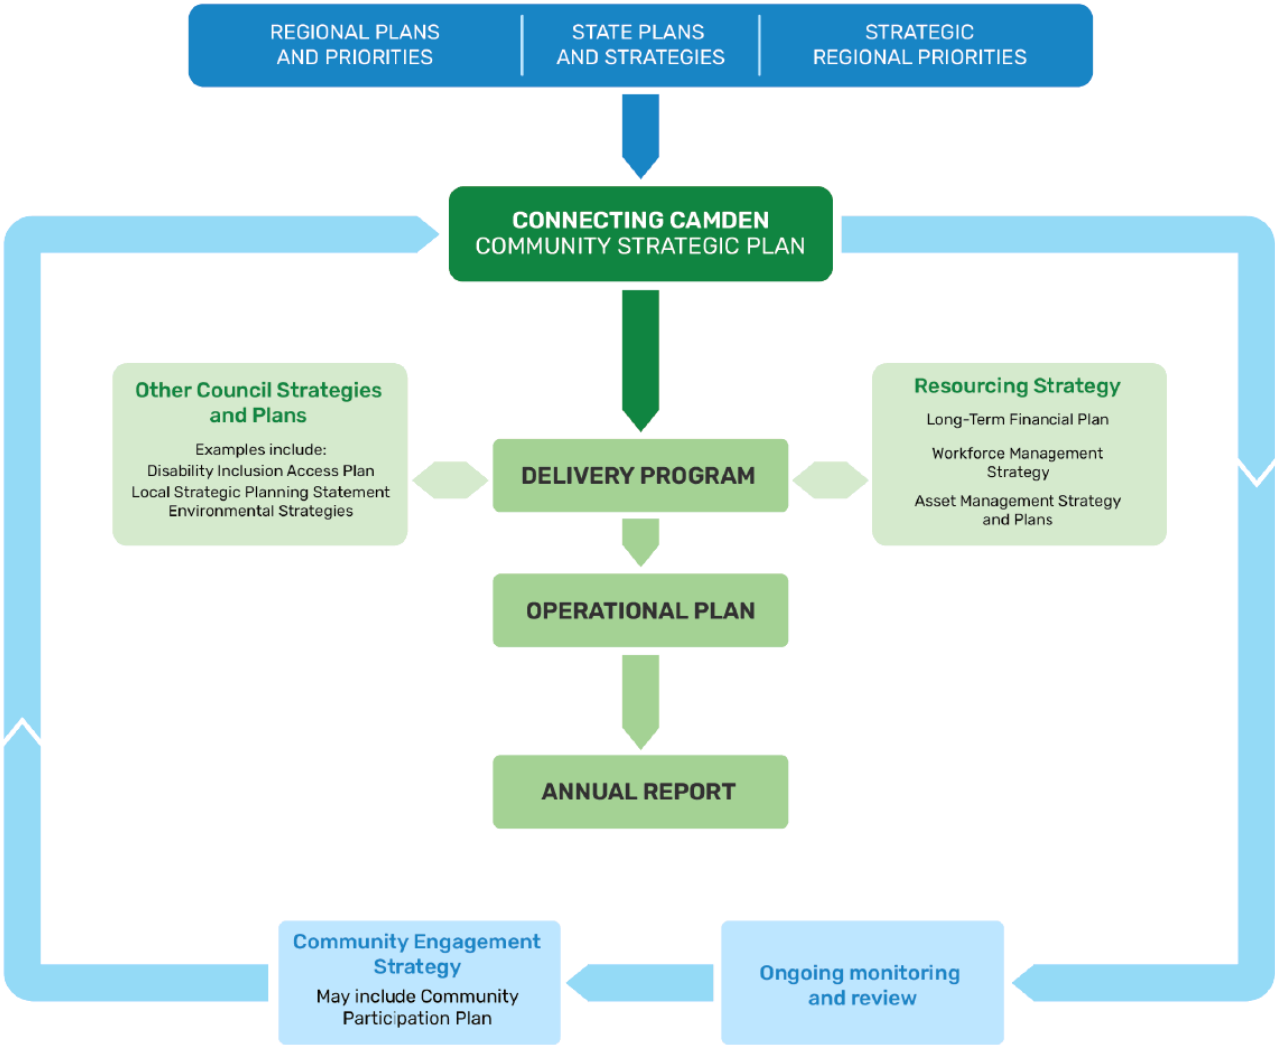 REGIONAL PLANS
AND PRIORITIES
STATE PLANS
AND STRATEGIES
STRATEGIC
REGIONAL PRIORITIES
CONNECTING CAMDEN
COMMUNITY STRATEGIC PLAN
Other Council Strategies
and Plans
Examples include:
Disability Inclusion Access Plan
Local Strategic Planning Statement
Environmental Strategies
DELIVERY PROGRAM
Resourcing Strategy
Long-Term Financial Plan
Workforce Management
Strategy
Asset Management Strategy
and Plans
OPERATIONAL PLAN
ANNUAL REPORT
Community Engagement
Strategy
May include Community
Participation Plan
Ongoing monitoring
and review